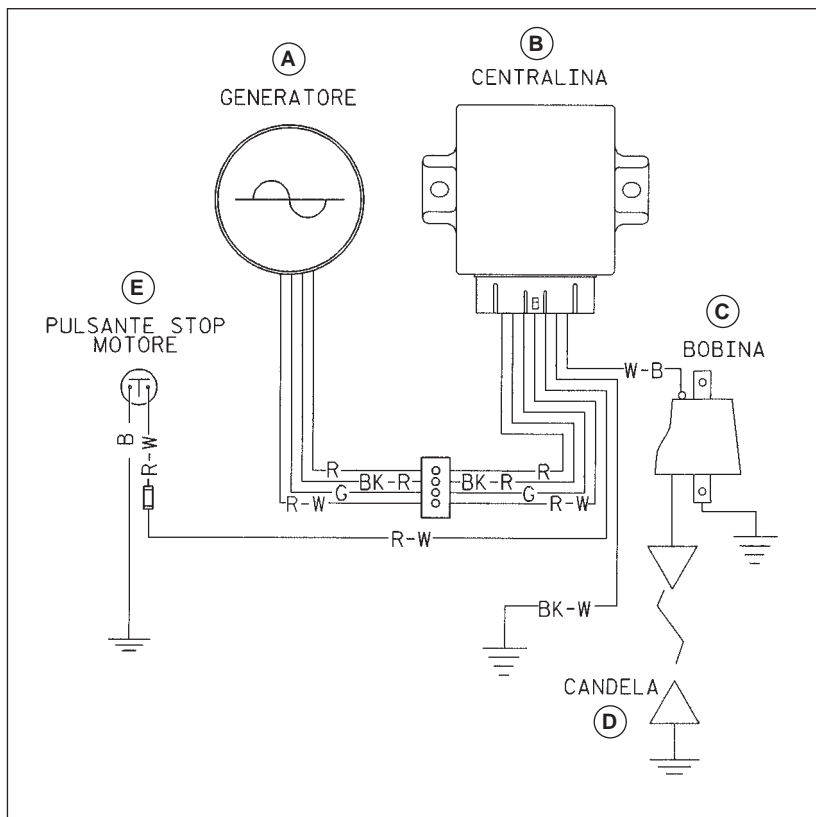 A
GENERATORE
B
CENTRALINA
E
PULSANTE STOP
MOTORE
C
BOBINA
B
W-B
B
R-W
R
R
BK-R
BK-R
G
G
R-W
R-W
R-W
BK-W
CANDELA
D